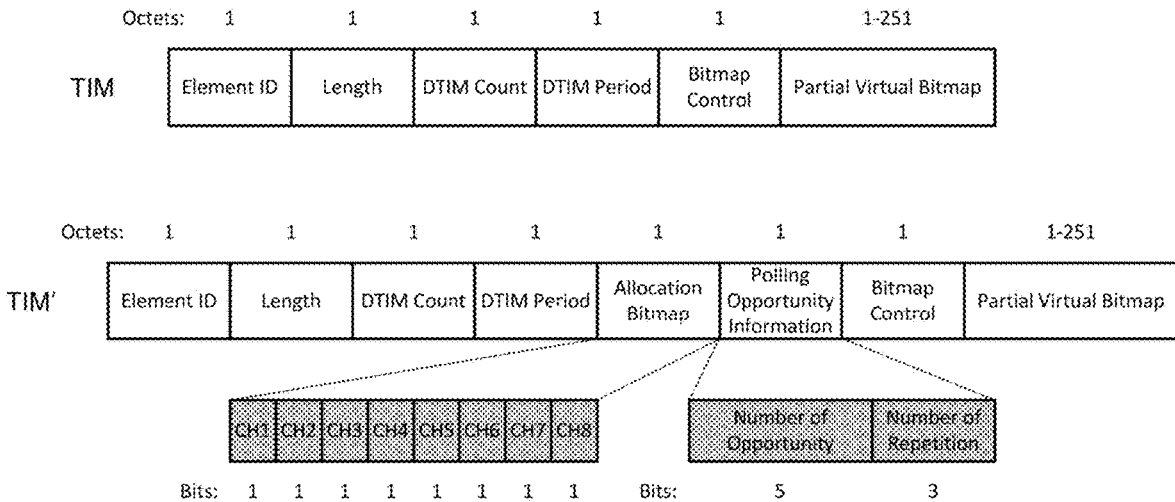 Octets: 1 1 1 1 1 1-251
TIM Element ID Length DTIM Count DTIM Period Bitmap Control Partial Virtual Bitmap
Octets: 1 1 1 1 1 1 1 1-251
TIM' Element ID Length DTIM Count DTIM Period Allocation Bitmap Polling Opportunity Information Bitmap Control Partial Virtual Bitmap
CH1 CH2 CH3 CH4 CH5 CH6 CH7 CH8 Number of Opportunity Number of Repetition
Bits: 1 1 1 1 1 1 1 1 Bits: 5 3